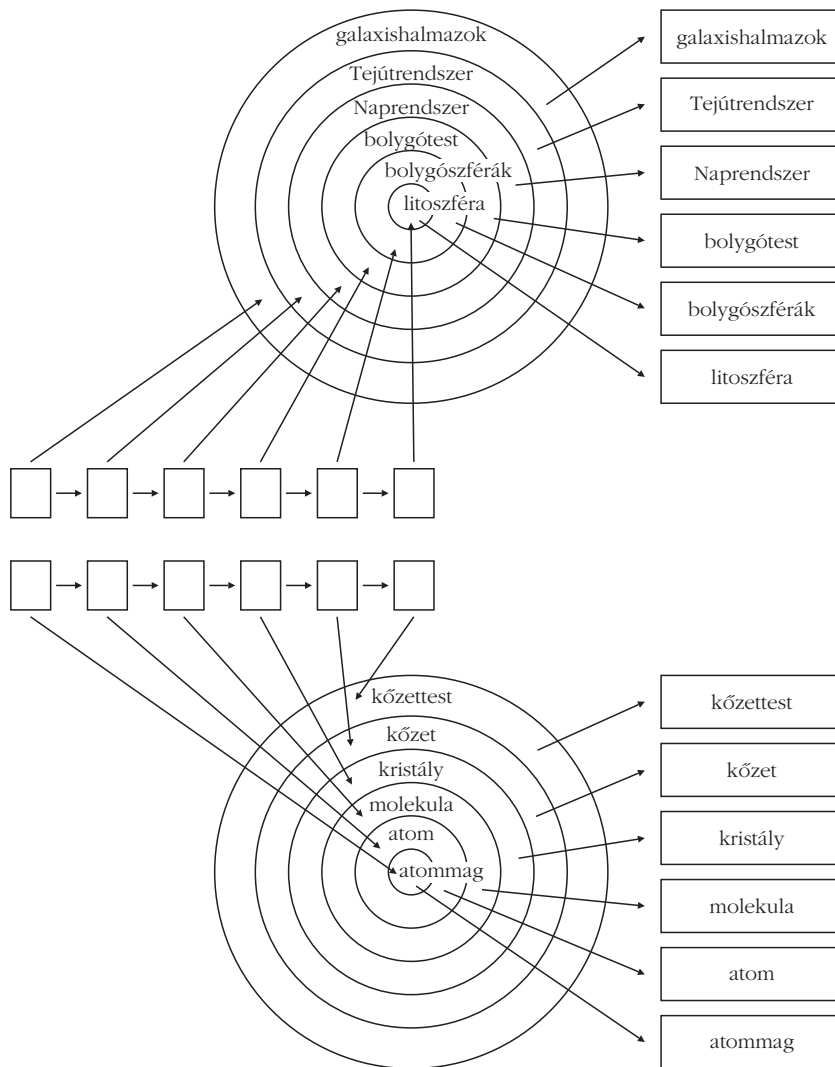 galaxishalmazok
Tejútrendszer
Naprendszer
bolygótest
bolygószférák
litoszféra
galaxishalmazok
Tejútrendszer
Naprendszer
bolygótest
bolygószférák
litoszféra
kőzettest
kőzet
kristály
molekula
atom
atommag
kőzettest
kőzet
kristály
molekula
atom
atommag